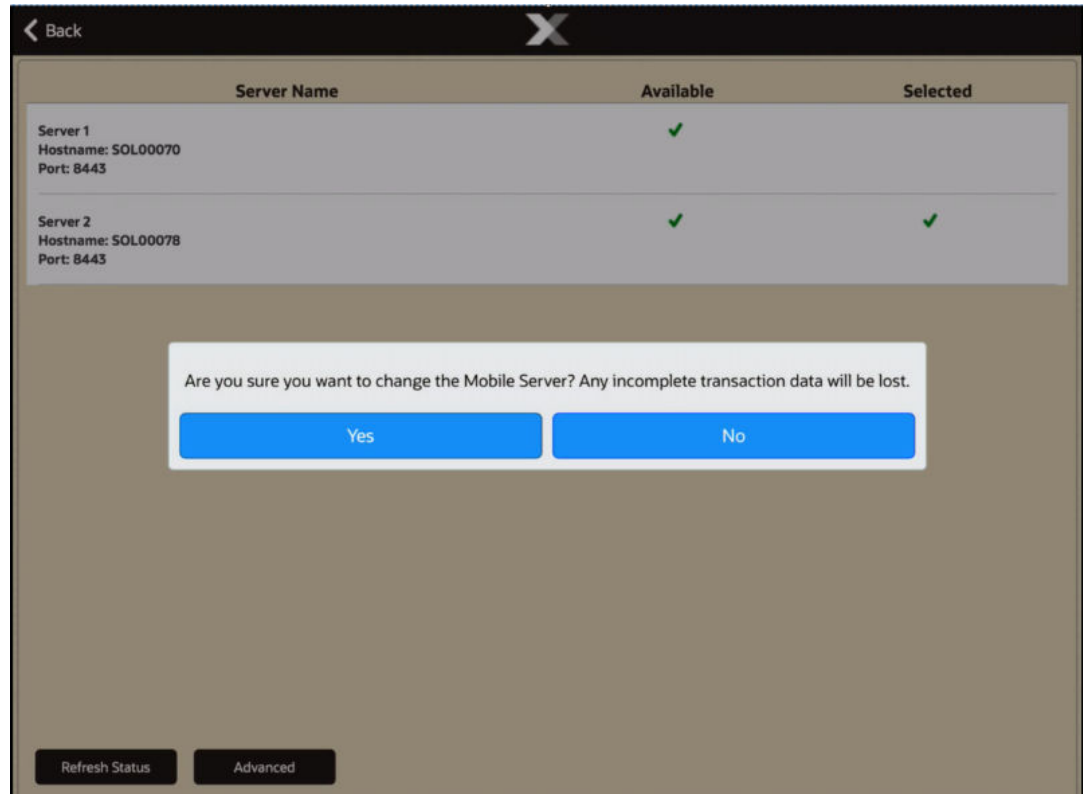 Back
Server Name Available Selected
Server 1
Hostname: SOL00070
Port: 8443
Server 2
Hostname: SOL00078
Port: 8443
Are you sure you want to change the Mobile Server? Any incomplete transaction data will be lost.
Yes No
Refresh Status Advanced